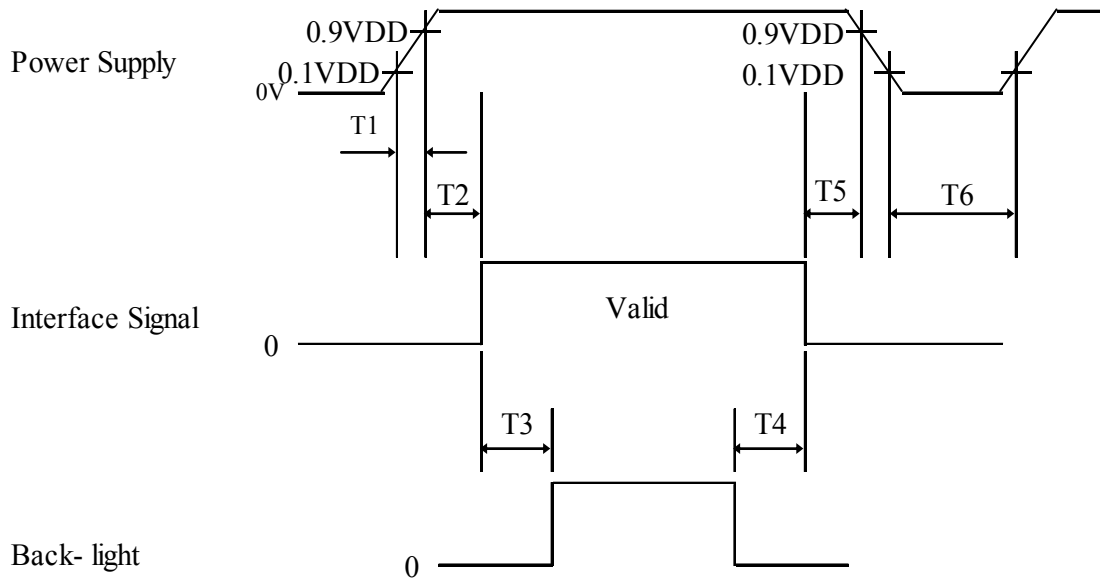 0.9VDD
0.9VDD
Power Supply
0.1VDD
0.1VDD
0V
T1
T2
T5
T6
Interface Signal
Valid
0
T3
T4
Back- light
0